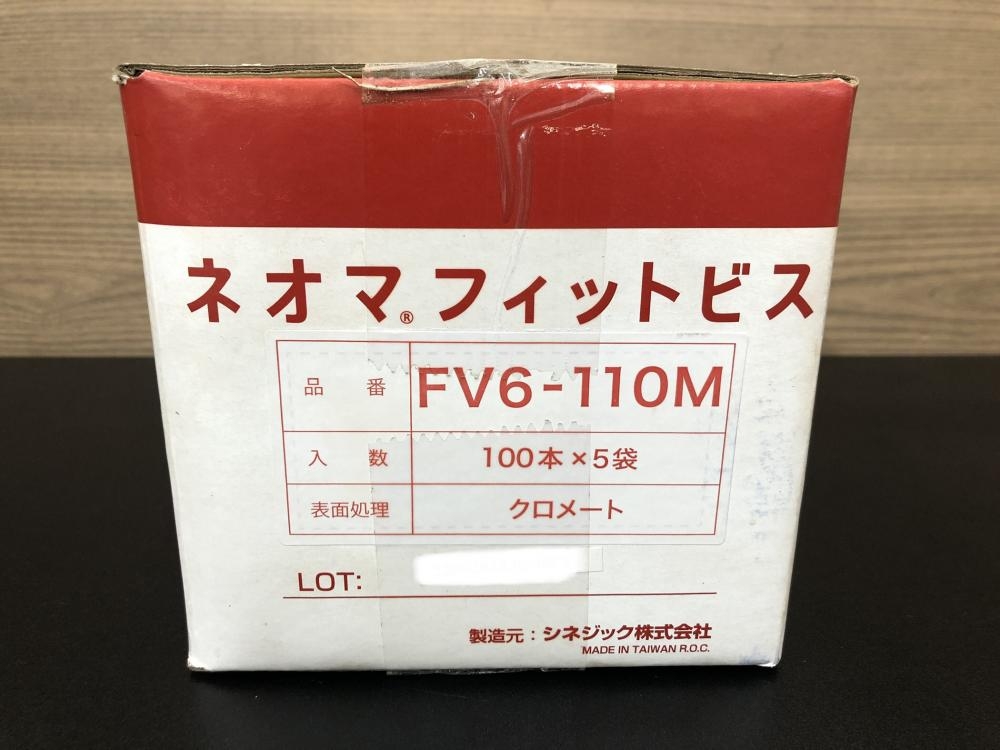 ネオマ®フィットビス
品番 FV6-110M
入数 100本×5袋
表面処理 クロメート
LOT:
製造元：シネジック株式会社
MADE IN TAIWAN R.O.C.